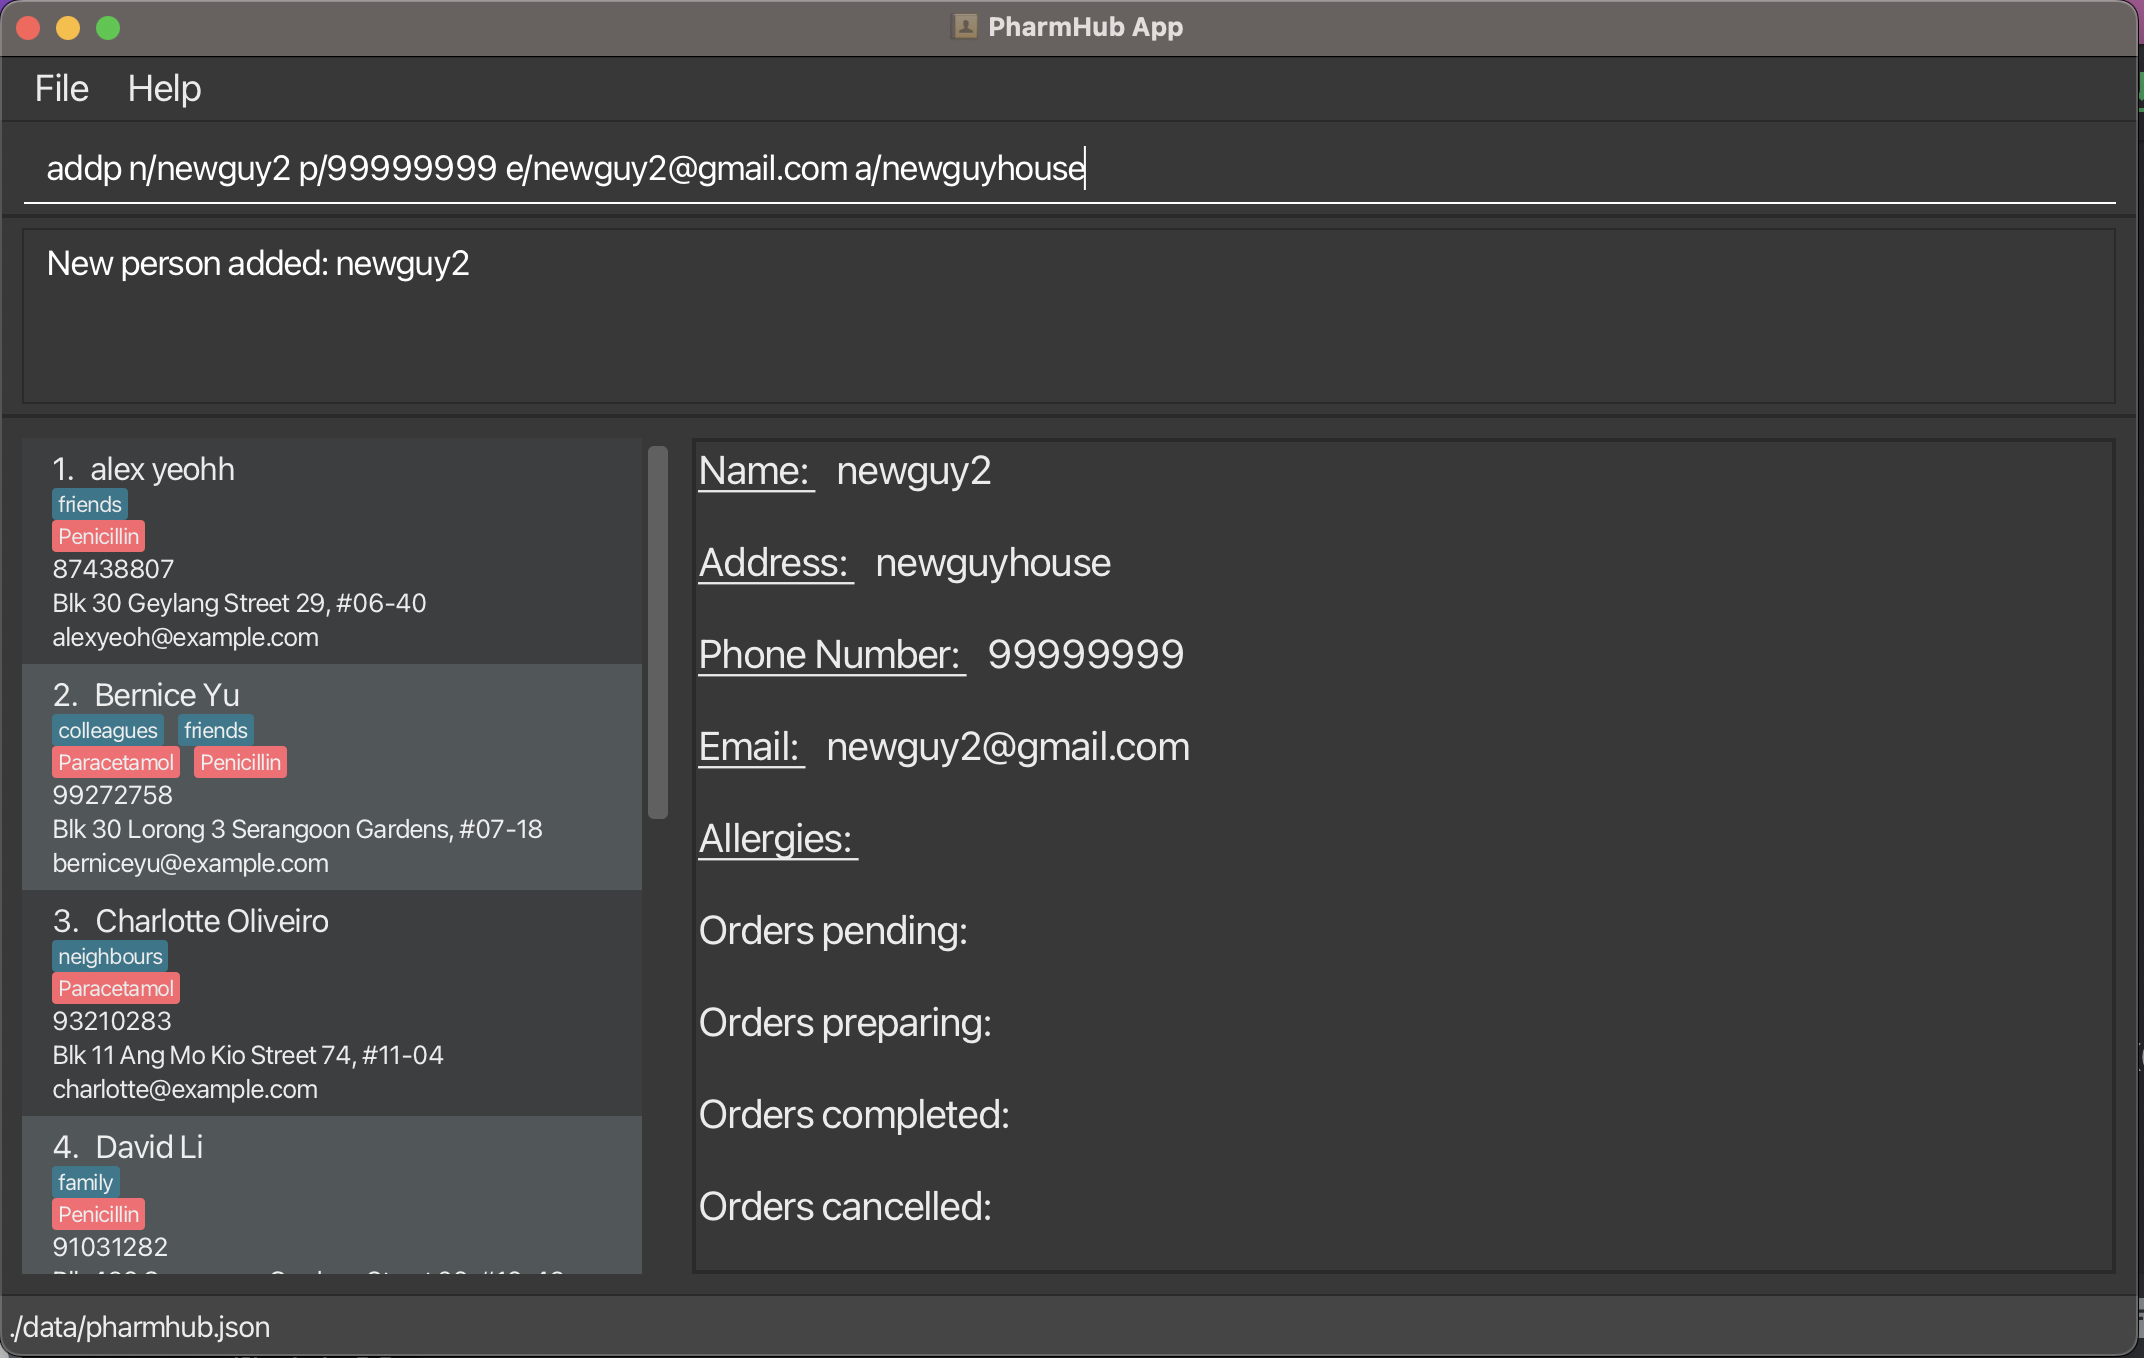 PharmHub App
File Help
addp n/newguy2 p/99999999 e/newguy2@gmail.com a/newguyhouse
New person added: newguy2
1. alex yeohh
friends
Penicillin
87438807
Blk 30 Geylang Street 29, #06-40
alexyeoh@example.com
2. Bernice Yu
colleagues friends
Paracetamol Penicillin
99272758
Blk 30 Lorong 3 Serangoon Gardens, #07-18
berniceyu@example.com
3. Charlotte Oliveiro
neighbours
Paracetamol
93210283
Blk 11 Ang Mo Kio Street 74, #11-04
charlotte@example.com
4. David Li
family
Penicillin
91031282
Name: newguy2
Address: newguyhouse
Phone Number: 99999999
Email: newguy2@gmail.com
Allergies:
Orders pending:
Orders preparing:
Orders completed:
Orders cancelled:
./data/pharmhub.json